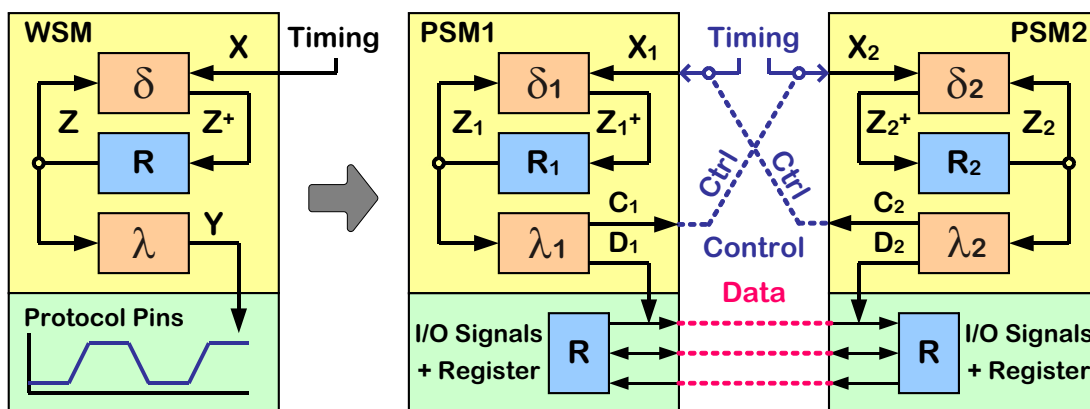 WSM
X
Timing
δ
Z
Z+
R
λ
Y
Protocol Pins
PSM1
X1
Timing
X2
PSM2
δ1
δ2
Z1
Z1+
Z2+
Z2
R1
R2
Ctrl
Ctrl
C1
C2
λ1
λ2
D1
Control
D2
Data
I/O Signals
+ Register
R
R
I/O Signals
+ Register